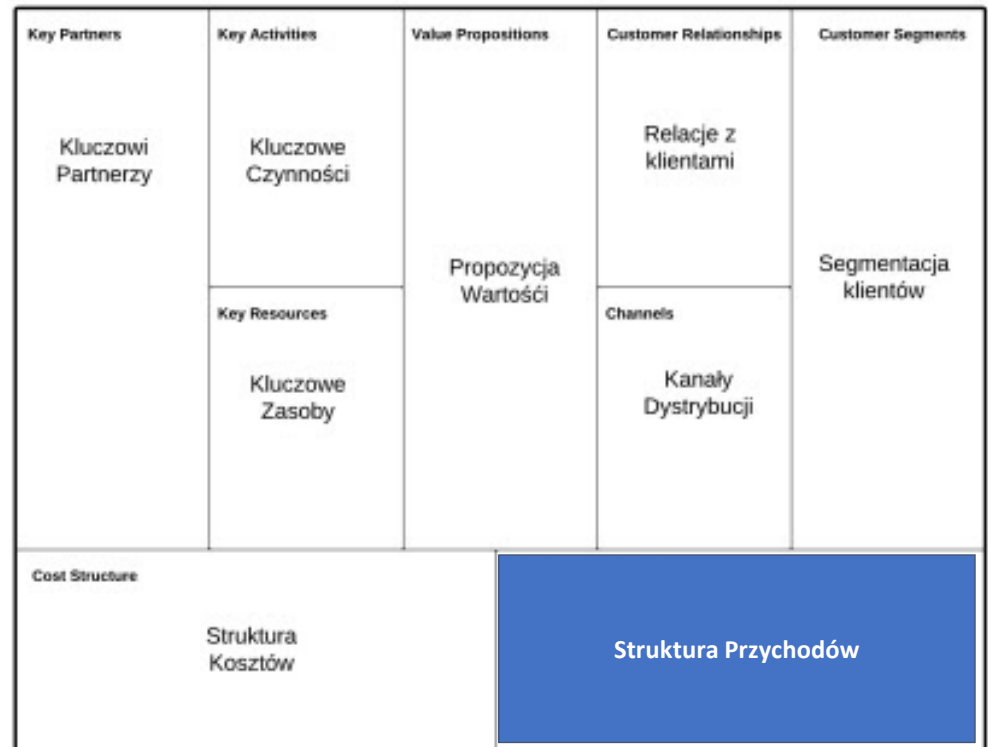 Key Partners
Kluczowi
Partnerzy
Key Activities
Kluczowe
Czynności
Key Resources
Kluczowe
Zasoby
Value Propositions
Propozycja
Wartośći
Customer Relationships
Relacje z
klientami
Channels
Kanały
Dystrybucji
Customer Segments
Segmentacja
klientów
Cost Structure
Struktura
Kosztów
Struktura Przychodów